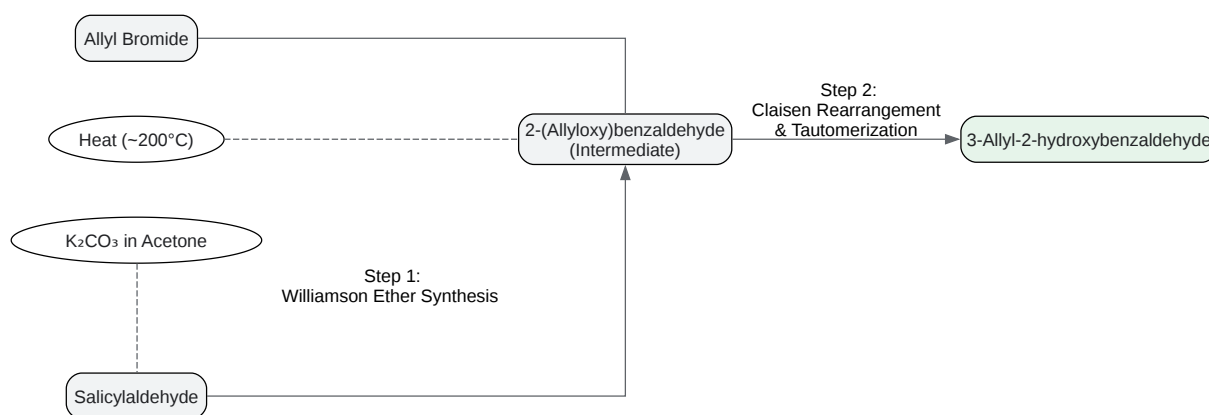 Allyl Bromide
Heat (~200°C)
2-(Allyloxy)benzaldehyde
(Intermediate)
Step 2:
Claisen Rearrangement
& Tautomerization
3-Allyl-2-hydroxybenzaldehyde
K₂CO₃ in Acetone
Step 1:
Williamson Ether Synthesis
Salicylaldehyde